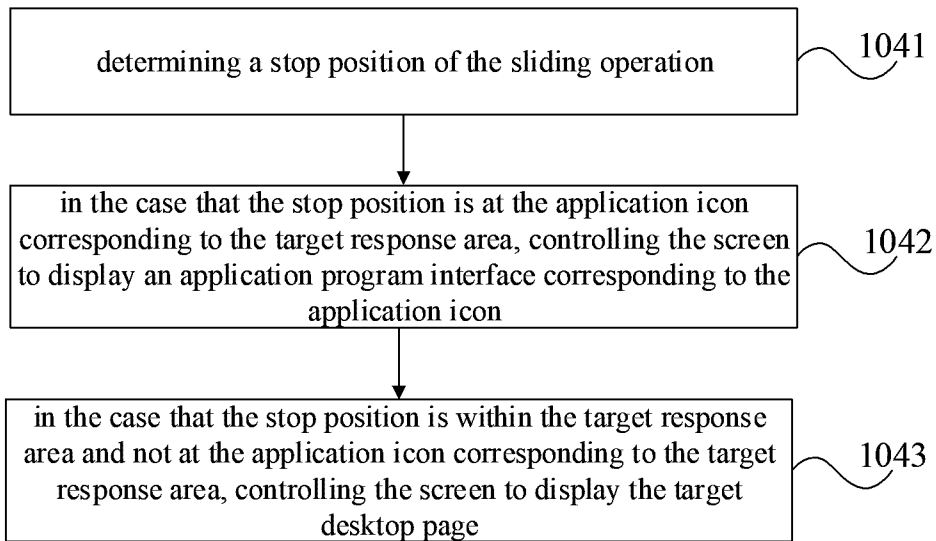 determining a stop position of the sliding operation
1041
in the case that the stop position is at the application icon
corresponding to the target response area, controlling the screen
to display an application program interface corresponding to the
application icon
1042
in the case that the stop position is within the target response
area and not at the application icon corresponding to the target
response area, controlling the screen to display the target
desktop page
1043